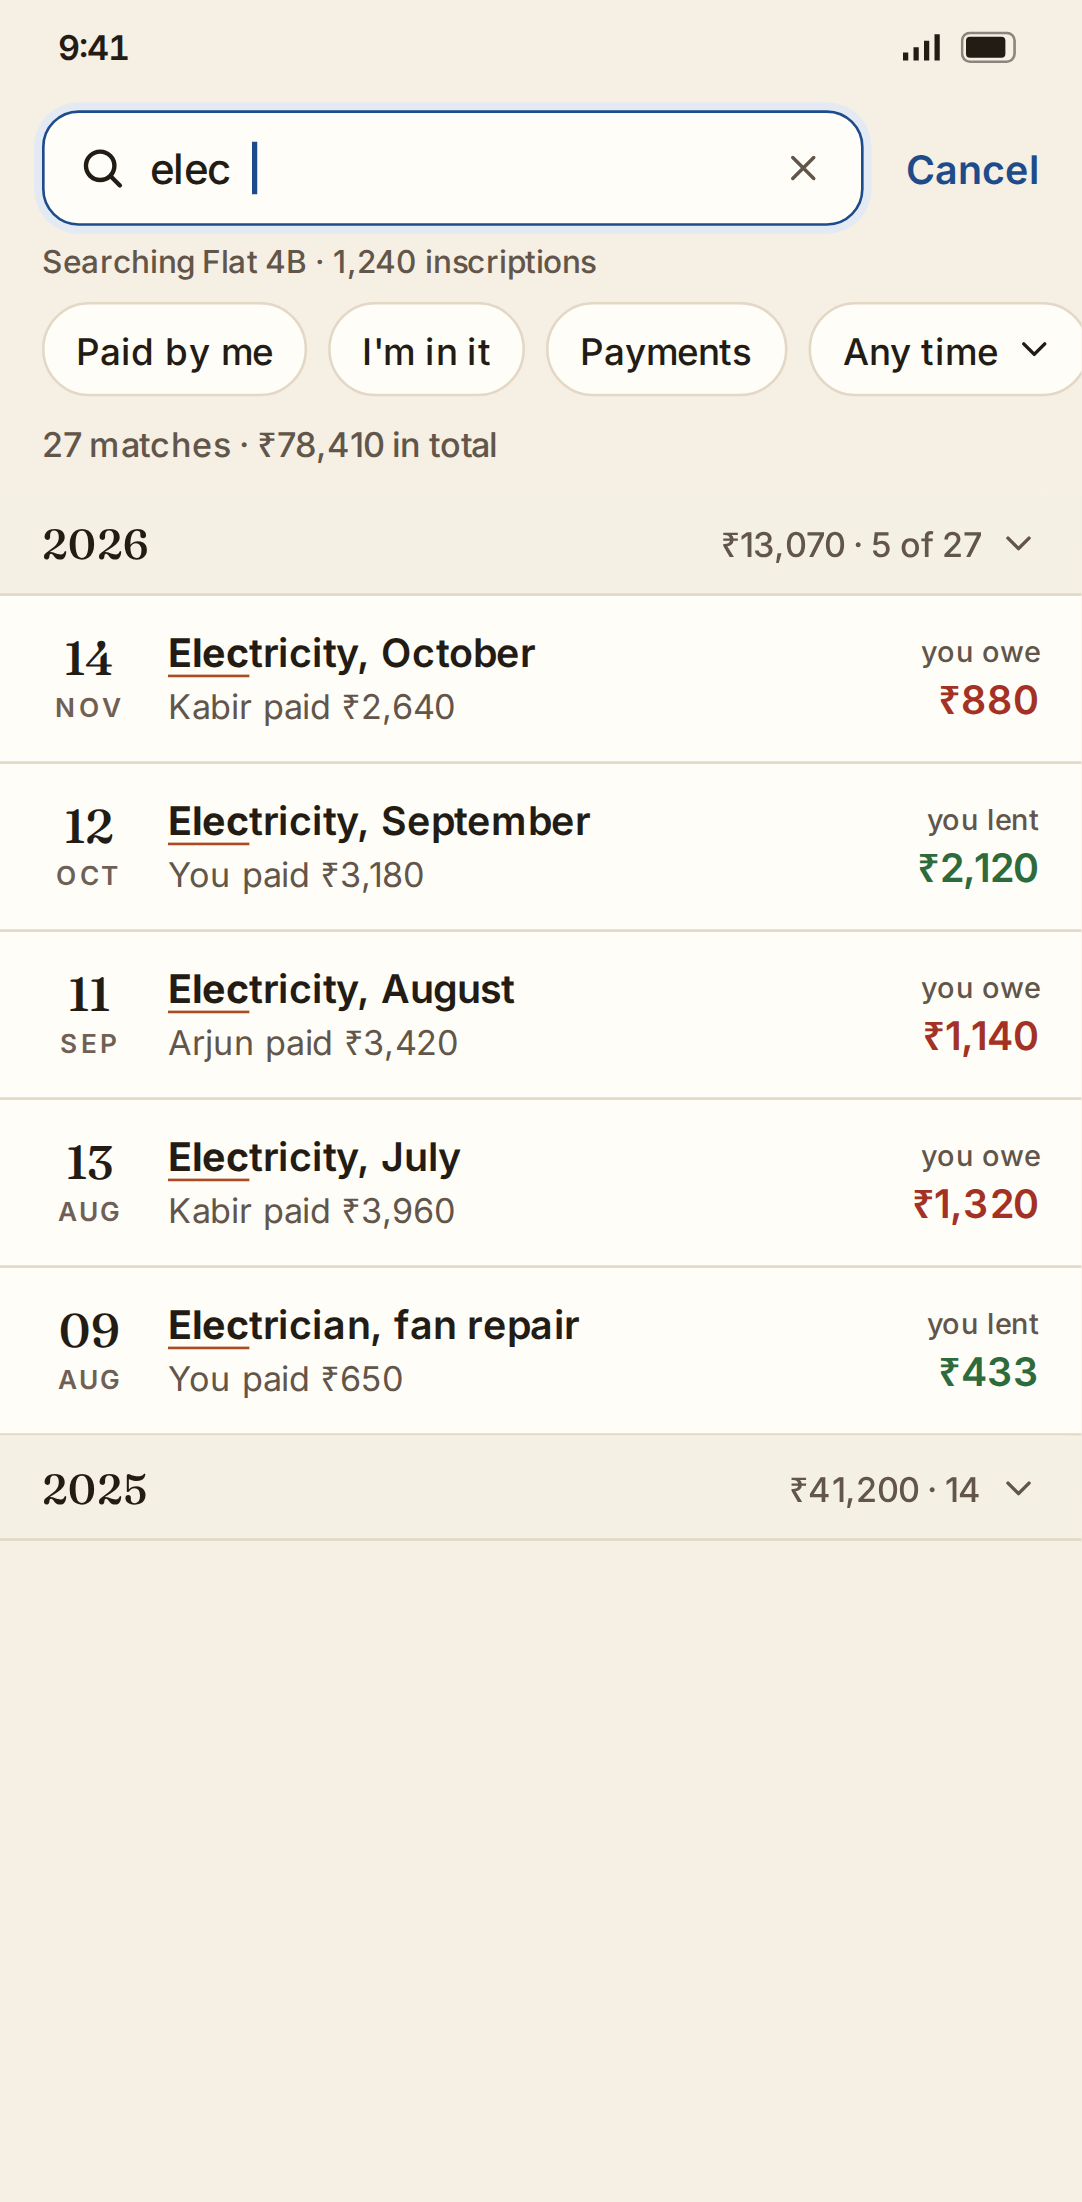 9:41
elec
Cancel
Searching Flat 4B · 1,240 inscriptions
Paid by me
I'm in it
Payments
Any time
27 matches · ₹78,410 in total
2026
₹13,070 · 5 of 27
14
NOV
Electricity, October
Kabir paid ₹2,640
you owe
₹880
12
OCT
Electricity, September
You paid ₹3,180
you lent
₹2,120
11
SEP
Electricity, August
Arjun paid ₹3,420
you owe
₹1,140
13
AUG
Electricity, July
Kabir paid ₹3,960
you owe
₹1,320
09
AUG
Electrician, fan repair
You paid ₹650
you lent
₹433
2025
₹41,200 · 14